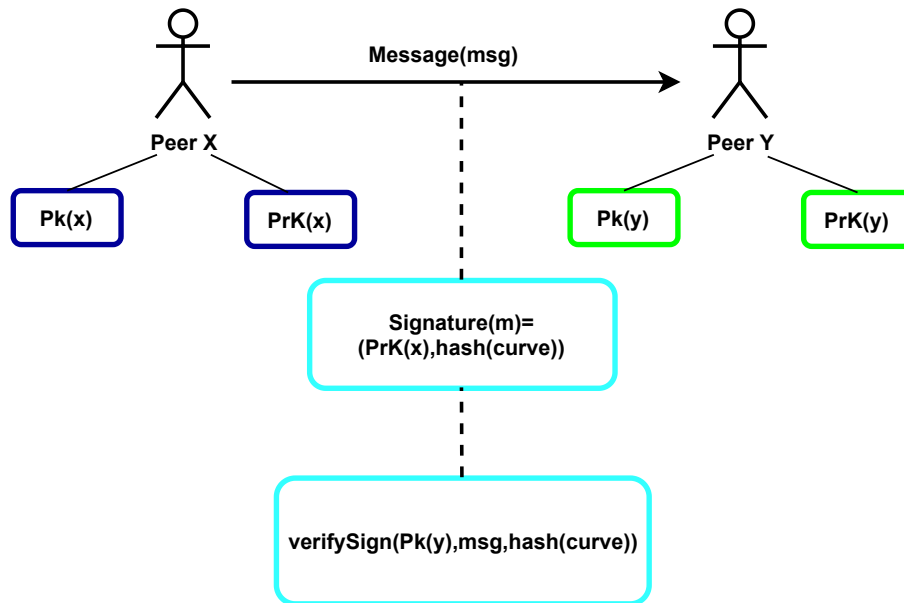 Message(msg)
Peer X
Peer Y
Pk(x)
PrK(x)
Pk(y)
PrK(y)
Signature(m)=
(PrK(x),hash(curve))
verifySign(Pk(y),msg,hash(curve))